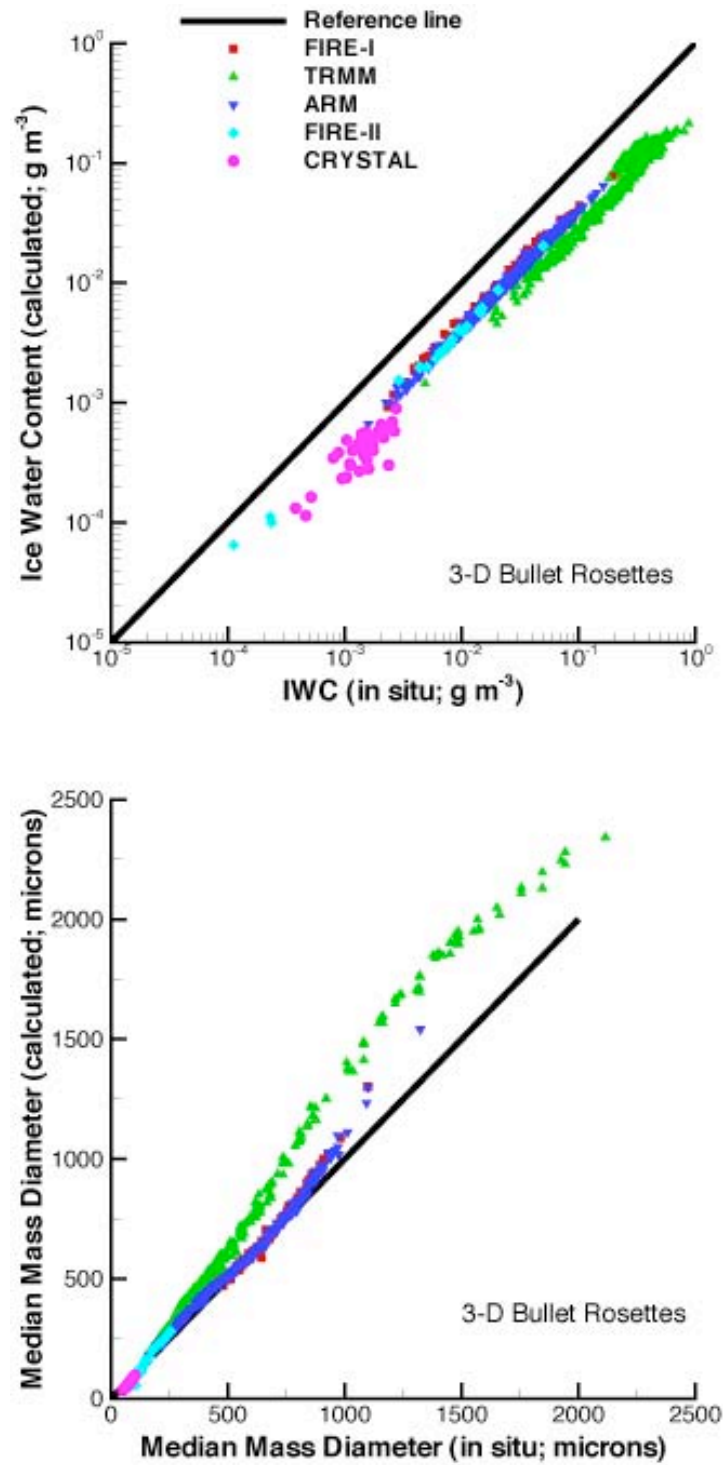 Reference line
FIRE-I
TRMM
ARM
FIRE-II
CRYSTAL
Ice Water Content (calculated; g m⁻³)
10⁰
10⁻¹
10⁻²
10⁻³
10⁻⁴
10⁻⁵
3-D Bullet Rosettes
10⁻⁵ 10⁻⁴ 10⁻³ 10⁻² 10⁻¹ 10⁰
IWC (in situ; g m⁻³)
Median Mass Diameter (calculated; microns)
2500
2000
1500
1000
500
0
3-D Bullet Rosettes
0 500 1000 1500 2000 2500
Median Mass Diameter (in situ; microns)